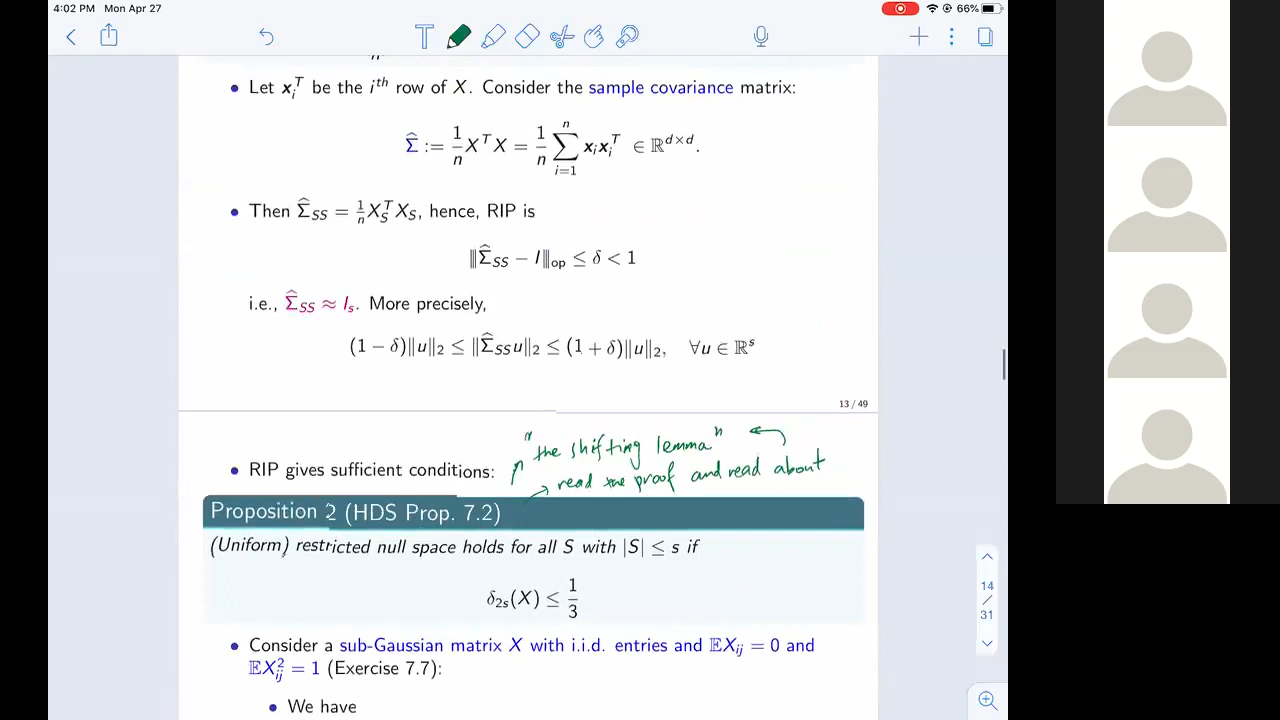 4:02 PM Mon Apr 27
66%
n
• Let x_i^T be the i^th row of X. Consider the sample covariance matrix:
Σ̂ := 1/n X^T X = 1/n ∑_{i=1}^n x_i x_i^T ∈ ℝ^{d×d}.
• Then Σ̂_SS = 1/n X_S^T X_S, hence, RIP is
|||Σ̂_SS − I|||_op ≤ δ < 1
i.e., Σ̂_SS ≈ I_s. More precisely,
(1 − δ)‖u‖_2 ≤ ‖Σ̂_SS u‖_2 ≤ (1 + δ)‖u‖_2, ∀u ∈ ℝ^s
13 / 49
"the shifting lemma"
• RIP gives sufficient conditions:
read the proof and read about
Proposition 2 (HDS Prop. 7.2)
(Uniform) restricted null space holds for all S with |S| ≤ s if
δ_2s(X) ≤ 1/3
• Consider a sub-Gaussian matrix X with i.i.d. entries and 𝔼X_ij = 0 and
𝔼X_ij^2 = 1 (Exercise 7.7):
• We have
14
/
31